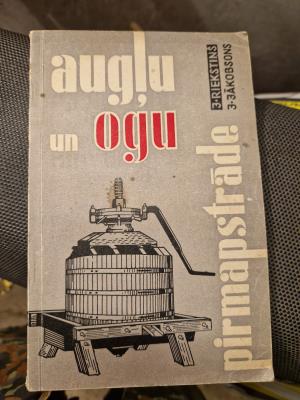 augļu
un ogu
pirmapstrāde
З-RIEKSTIŅŠ
З-JĀKOBSONS